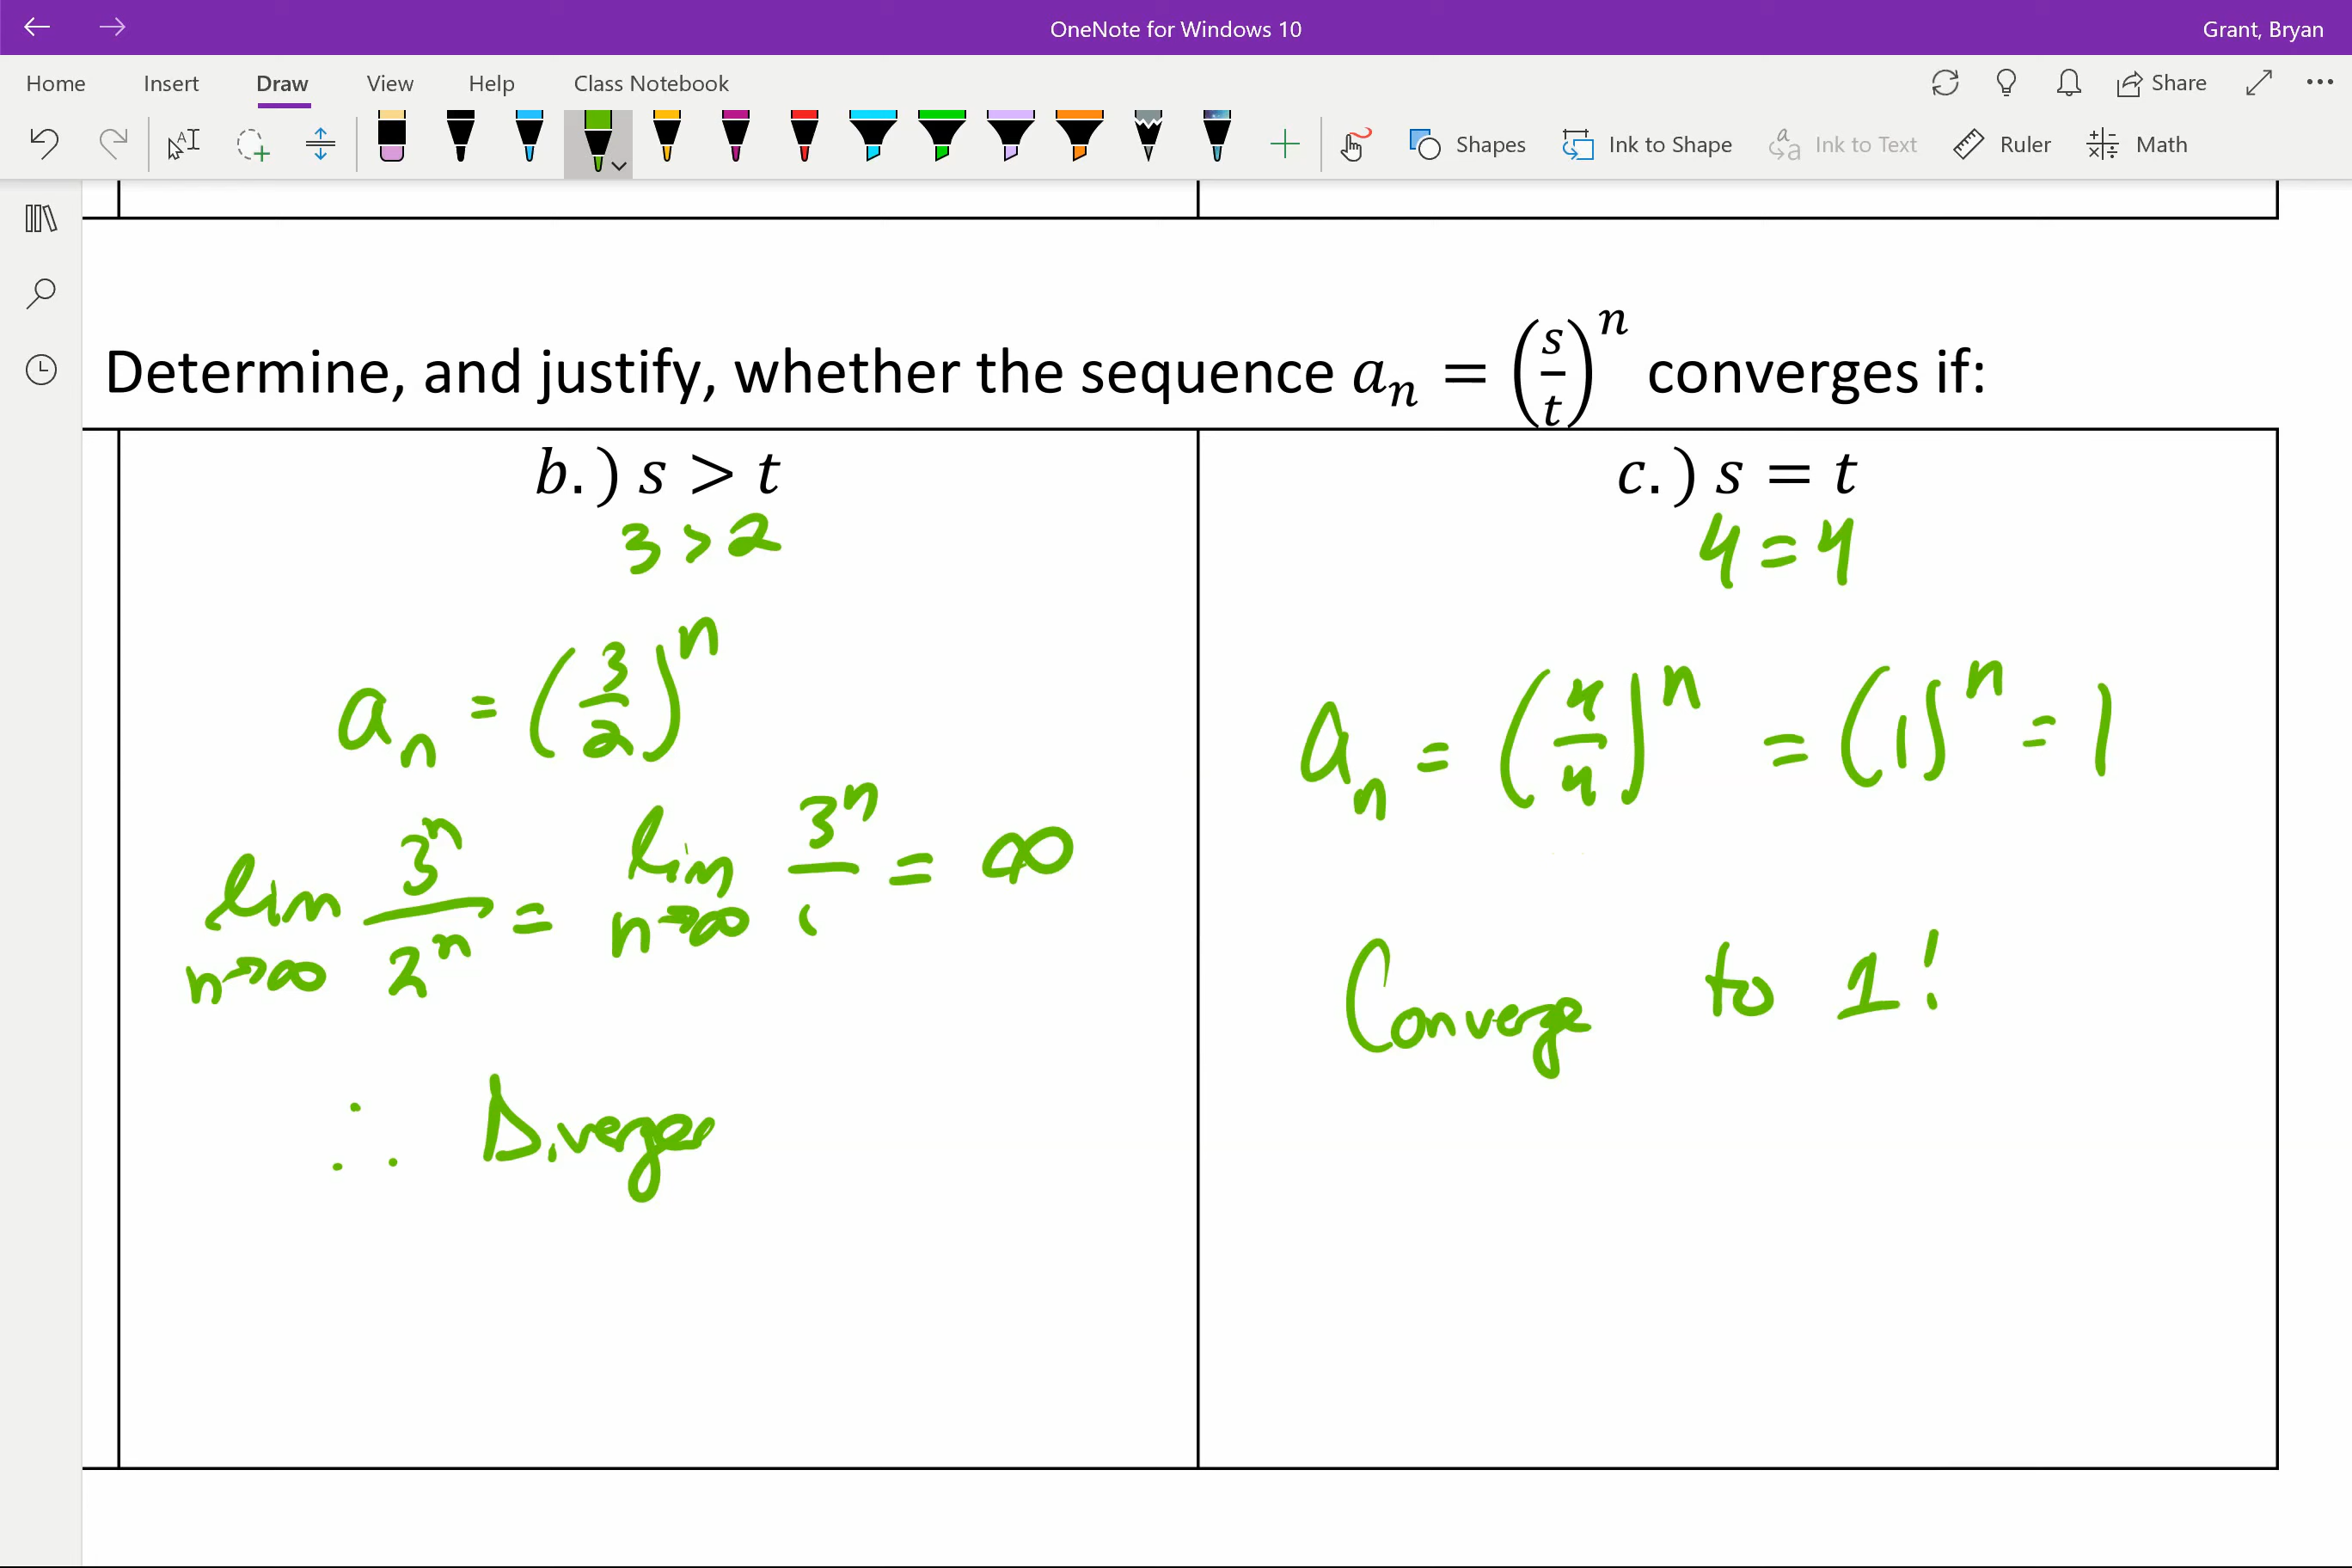 OneNote for Windows 10
Grant, Bryan
Home Insert Draw View Help Class Notebook
Share
Shapes Ink to Shape Ink to Text Ruler Math
Determine, and justify, whether the sequence aₙ = (s/t)ⁿ converges if:
b.) s > t
3 > 2
aₙ = (3/2)ⁿ
lim n→∞ 3ⁿ/2ⁿ = lim n→∞ 3ⁿ/ = ∞
∴ Diverges
c.) s = t
4 = 4
aₙ = (4/4)ⁿ = (1)ⁿ = 1
Converge to 1!